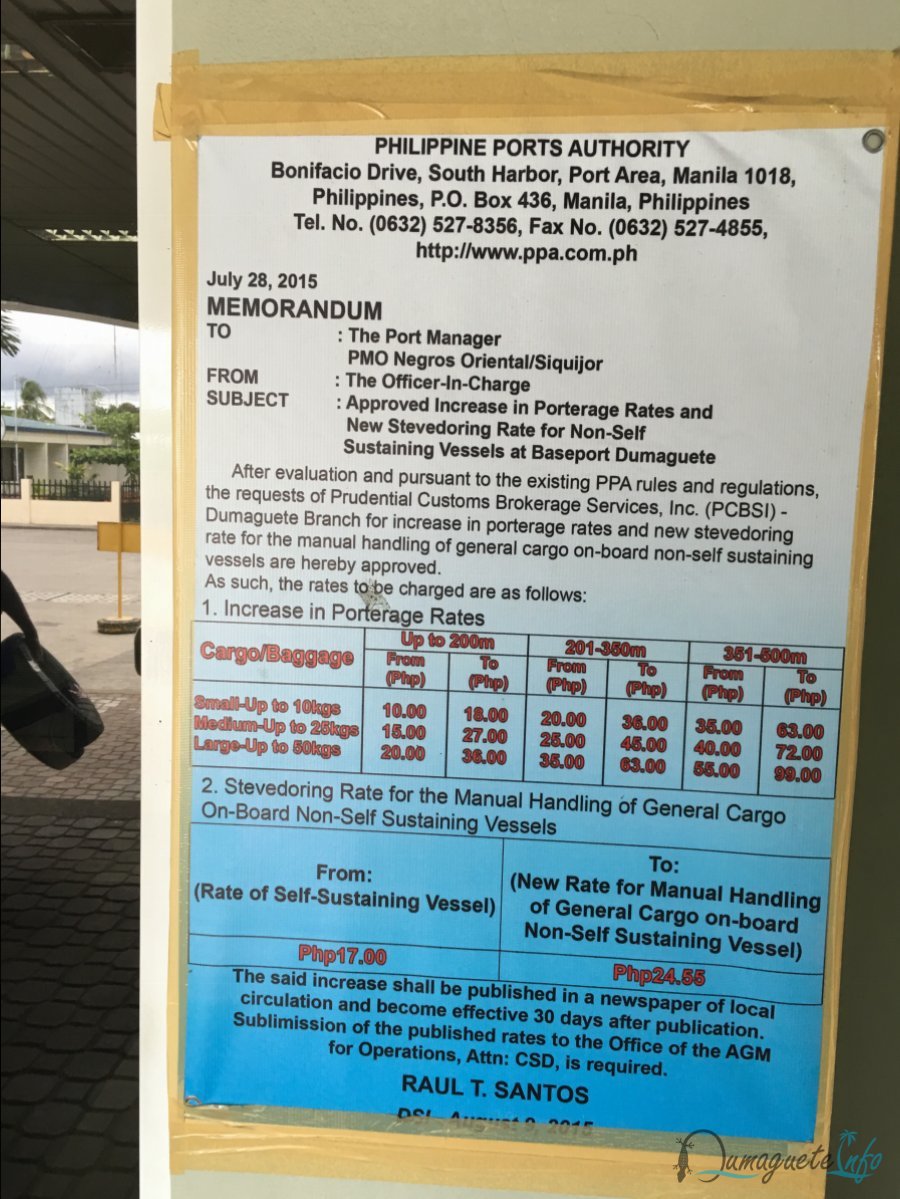 PHILIPPINE PORTS AUTHORITY
Bonifacio Drive, South Harbor, Port Area, Manila 1018,
Philippines, P.O. Box 436, Manila, Philippines
Tel. No. (0632) 527-8356, Fax No. (0632) 527-4855,
http://www.ppa.com.ph
July 28, 2015
MEMORANDUM
TO : The Port Manager
PMO Negros Oriental/Siquijor
FROM : The Officer-In-Charge
SUBJECT : Approved Increase in Porterage Rates and
New Stevedoring Rate for Non-Self
Sustaining Vessels at Baseport Dumaguete
After evaluation and pursuant to the existing PPA rules and regulations,
the requests of Prudential Customs Brokerage Services, Inc. (PCBSI) -
Dumaguete Branch for increase in porterage rates and new stevedoring
rate for the manual handling of general cargo on-board non-self sustaining
vessels are hereby approved.
As such, the rates to be charged are as follows:
1. Increase in Porterage Rates
Cargo/Baggage Up to 200m 201-350m 351-500m
From (Php) To (Php) From (Php) To (Php) From (Php) To (Php)
Small-Up to 10kgs 10.00 18.00 20.00 36.00 35.00 63.00
Medium-Up to 25kgs 15.00 27.00 25.00 45.00 40.00 72.00
Large-Up to 50kgs 20.00 36.00 35.00 63.00 55.00 99.00
2. Stevedoring Rate for the Manual Handling of General Cargo
On-Board Non-Self Sustaining Vessels
From:
(Rate of Self-Sustaining Vessel)
To:
(New Rate for Manual Handling
of General Cargo on-board
Non-Self Sustaining Vessel)
Php17.00 Php24.55
The said increase shall be published in a newspaper of local
circulation and become effective 30 days after publication.
Sublimission of the published rates to the Office of the AGM
for Operations, Attn: CSD, is required.
RAUL T. SANTOS
August 2015
Dumaguete Info